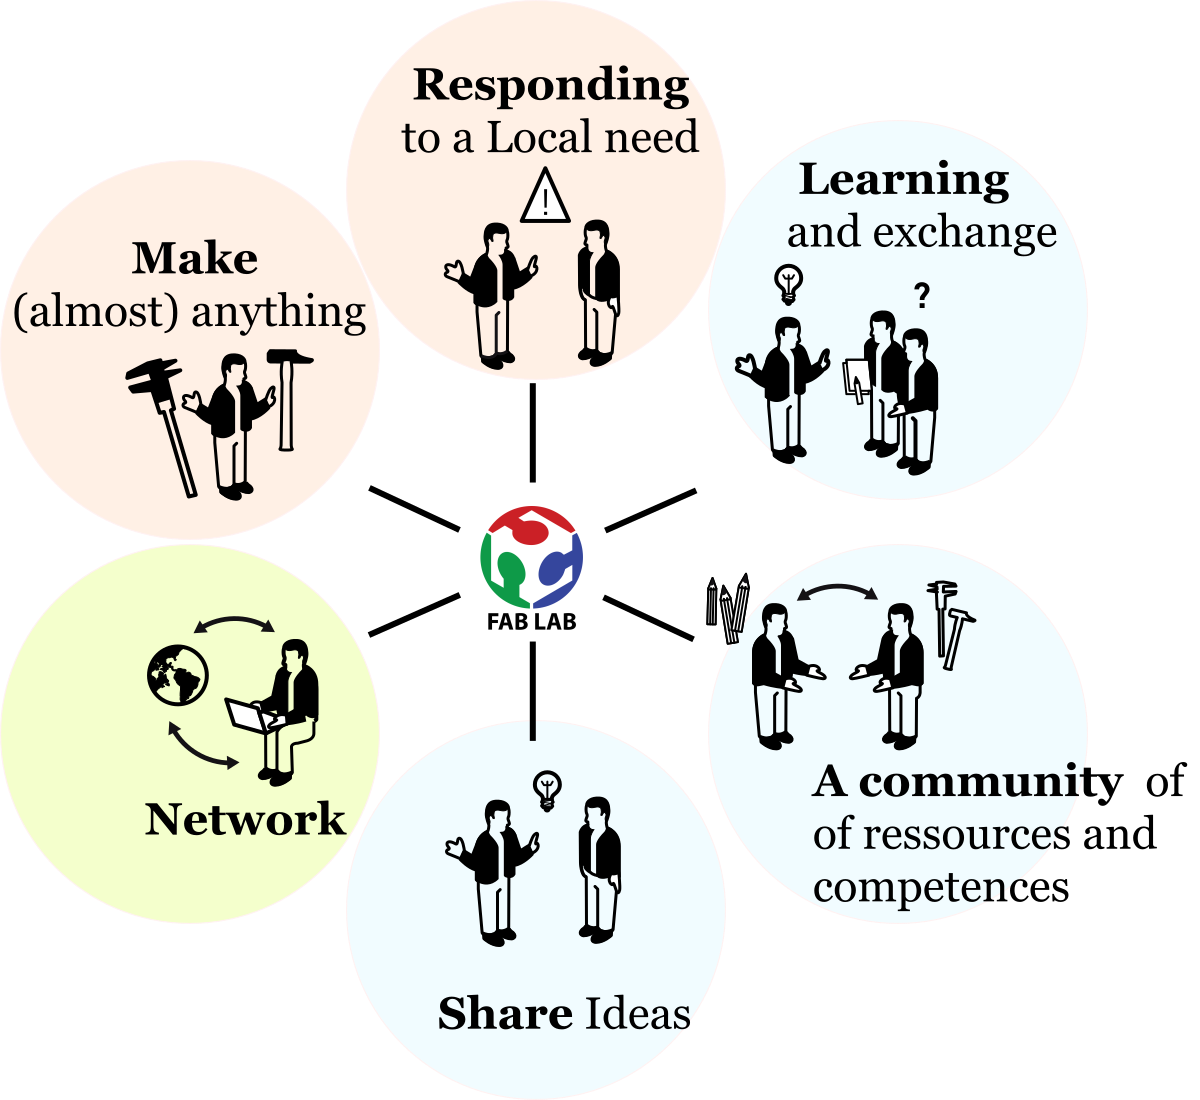 Responding
to a Local need
!
Learning
and exchange
?
Make
(almost) anything
FAB LAB
Network
A community of
of ressources and
competences
Share Ideas